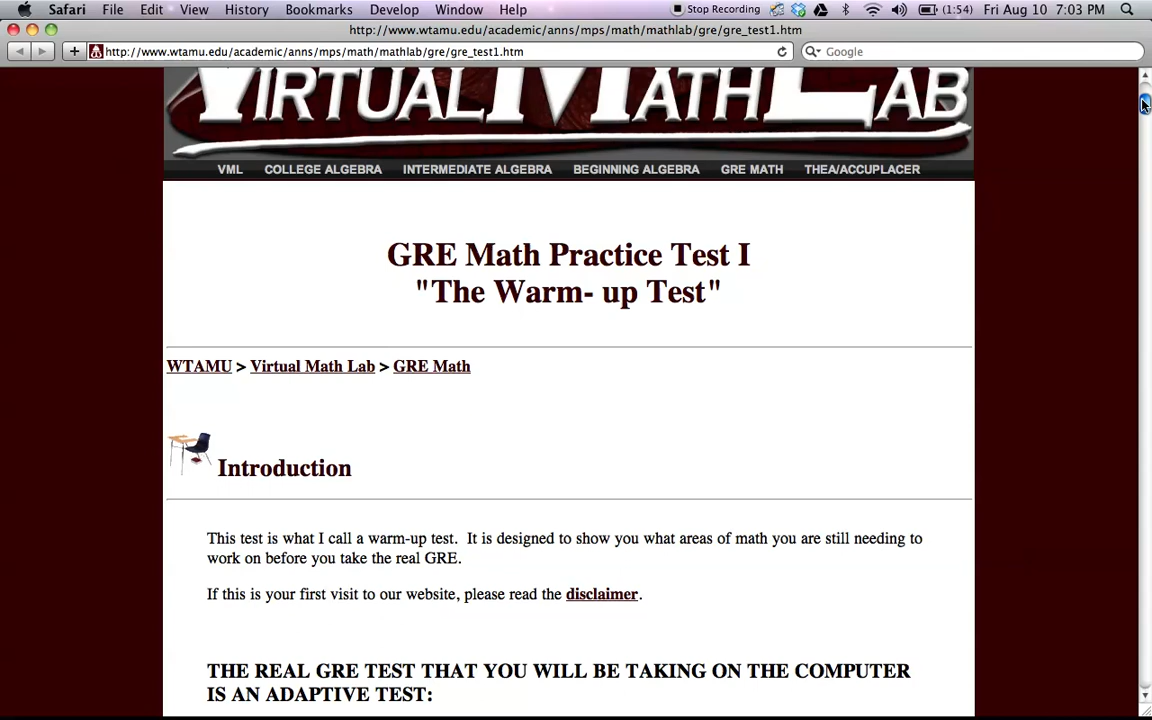 Safari File Edit View History Bookmarks Develop Window Help Stop Recording (1:54) Fri Aug 10 7:03 PM
http://www.wtamu.edu/academic/anns/mps/math/mathlab/gre/gre_test1.htm
http://www.wtamu.edu/academic/anns/mps/math/mathlab/gre/gre_test1.htm Google
VIRTUAL MATH LAB
VML COLLEGE ALGEBRA INTERMEDIATE ALGEBRA BEGINNING ALGEBRA GRE MATH THEA/ACCUPLACER
GRE Math Practice Test I
"The Warm- up Test"
WTAMU > Virtual Math Lab > GRE Math
Introduction
This test is what I call a warm-up test. It is designed to show you what areas of math you are still needing to
work on before you take the real GRE.
If this is your first visit to our website, please read the disclaimer.
THE REAL GRE TEST THAT YOU WILL BE TAKING ON THE COMPUTER
IS AN ADAPTIVE TEST: